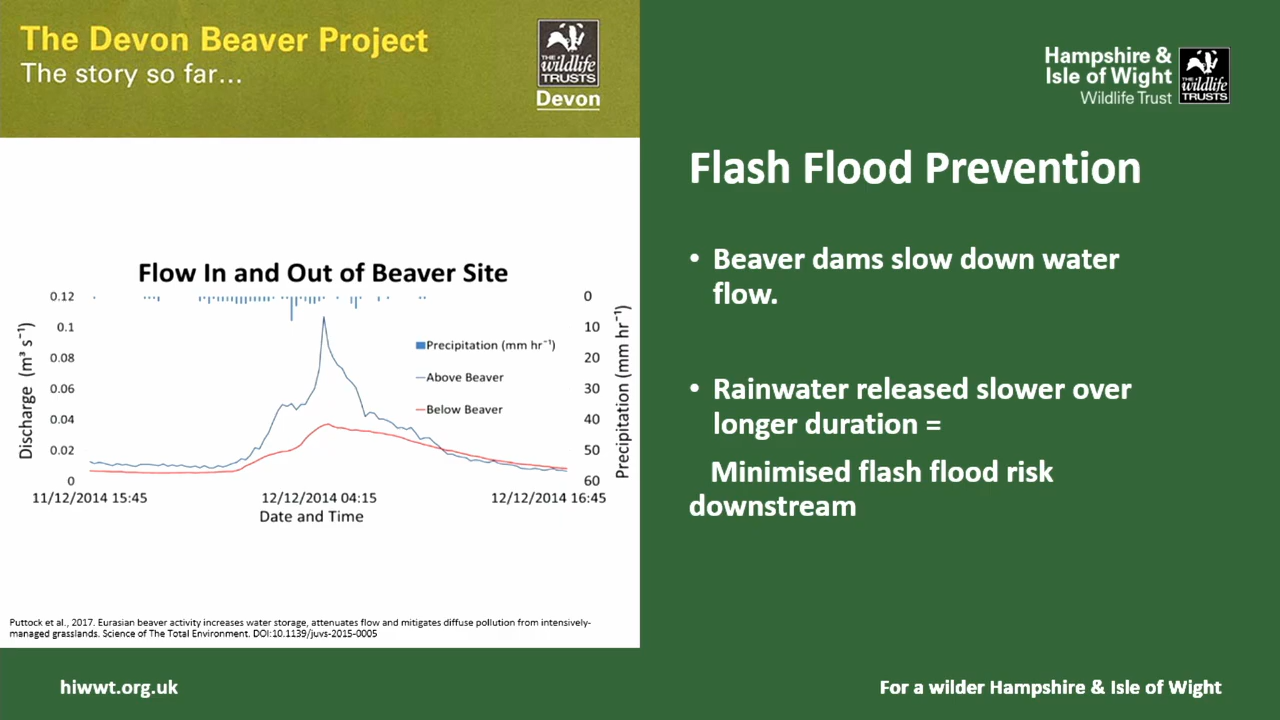 The Devon Beaver Project
The story so far...
THE
wildlife
TRUSTS
Devon
Flow In and Out of Beaver Site
0.12
0.1
0.08
0.06
0.04
0.02
0
Discharge (m³ s⁻¹)
0
10
20
30
40
50
60
Precipitation (mm hr⁻¹)
Precipitation (mm hr⁻¹)
Above Beaver
Below Beaver
11/12/2014 15:45
12/12/2014 04:15
12/12/2014 16:45
Date and Time
Puttock et al., 2017. Eurasian beaver activity increases water storage, attenuates flow and mitigates diffuse pollution from intensively-
managed grasslands. Science of The Total Environment. DOI:10.1139/juvs-2015-0005
Hampshire &
Isle of Wight
Wildlife Trust
THE
wildlife
TRUSTS
Flash Flood Prevention
• Beaver dams slow down water
flow.
• Rainwater released slower over
longer duration =
Minimised flash flood risk
downstream
hiwwt.org.uk
For a wilder Hampshire & Isle of Wight